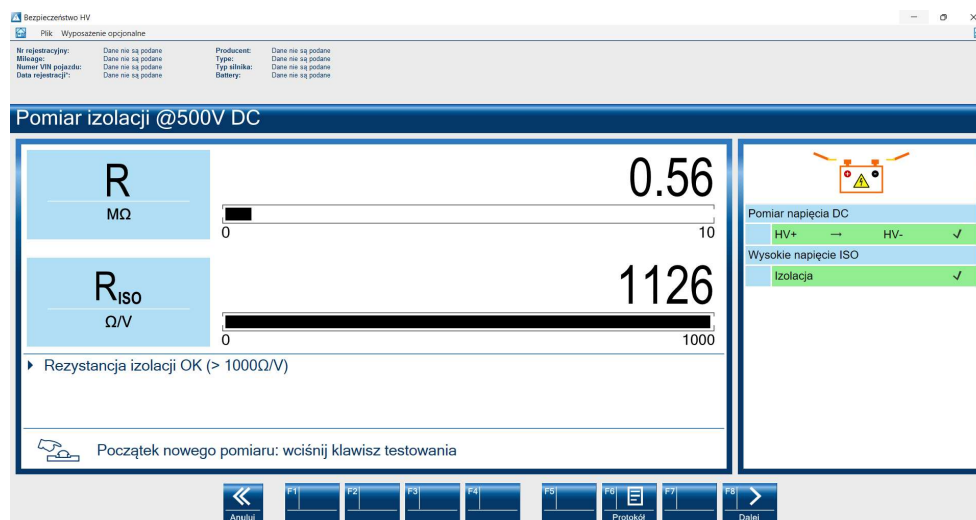 Bezpieczeństwo HV
Plik Wyposażenie opcjonalne
Nr rejestracyjny: Dane nie są podane Producent: Dane nie są podane
Mileage: Dane nie są podane Type: Dane nie są podane
Numer VIN pojazdu: Dane nie są podane Typ silnika: Dane nie są podane
Data rejestracji*: Dane nie są podane Battery: Dane nie są podane
Pomiar izolacji @500V DC
R
MΩ
0.56
0 10
RISO
Ω/V
1126
0 1000
Rezystancja izolacji OK (> 1000Ω/V)
Początek nowego pomiaru: wciśnij klawisz testowania
Pomiar napięcia DC
HV+ → HV- ✓
Wysokie napięcie ISO
Izolacja ✓
Anuluj
F1
F2
F3
F4
F5
F6 Protokół
F7
F8 Dalej